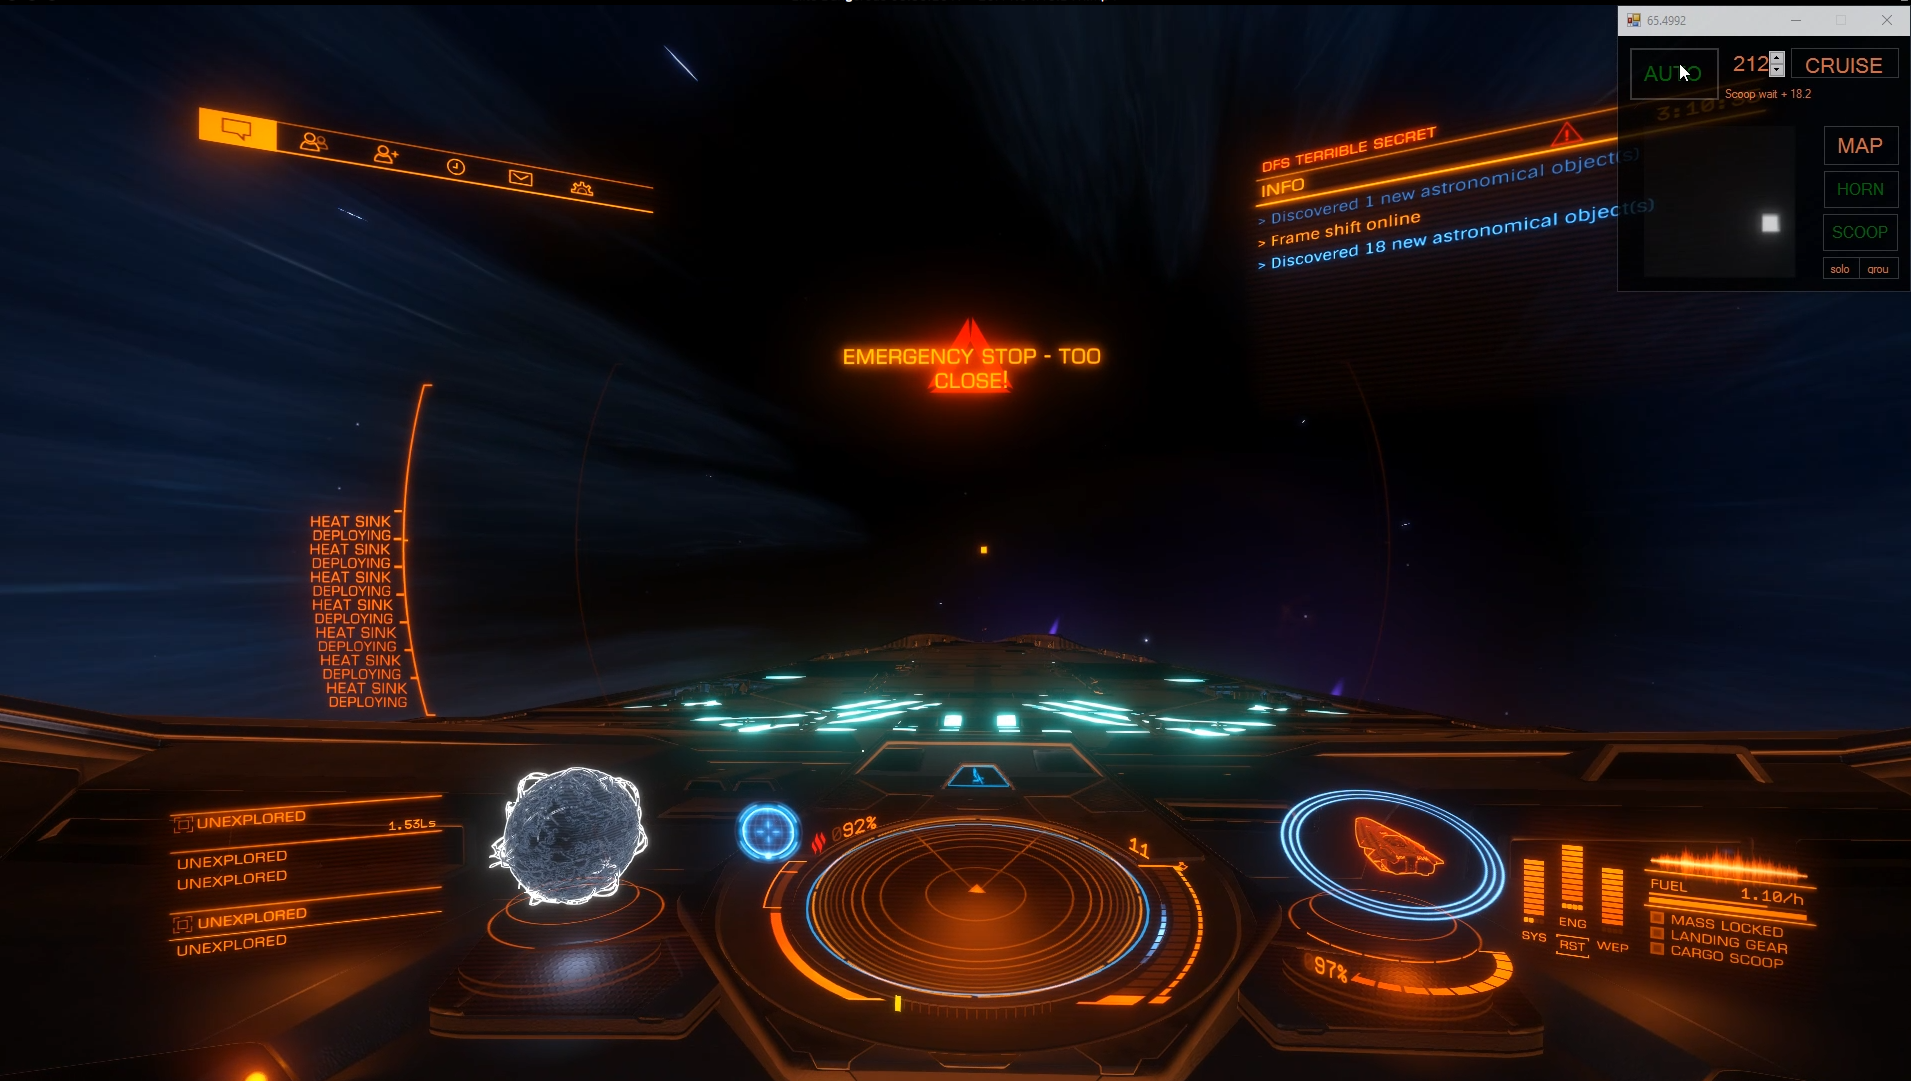 65.4992
AUTO
212
CRUISE
Scoop wait + 18.2
MAP
HORN
SCOOP
solo
grou
DFS TERRIBLE SECRET
INFO
> Discovered 1 new astronomical object(s)
> Frame shift online
> Discovered 18 new astronomical object(s)
EMERGENCY STOP - TOO
CLOSE!
HEAT SINK
DEPLOYING
HEAT SINK
DEPLOYING
HEAT SINK
DEPLOYING
HEAT SINK
DEPLOYING
HEAT SINK
DEPLOYING
HEAT SINK
DEPLOYING
HEAT SINK
DEPLOYING
UNEXPLORED
1.53Ls
UNEXPLORED
UNEXPLORED
UNEXPLORED
UNEXPLORED
092%
11
97%
SYS
ENG
RST
WEP
FUEL
1.10/h
MASS LOCKED
LANDING GEAR
CARGO SCOOP